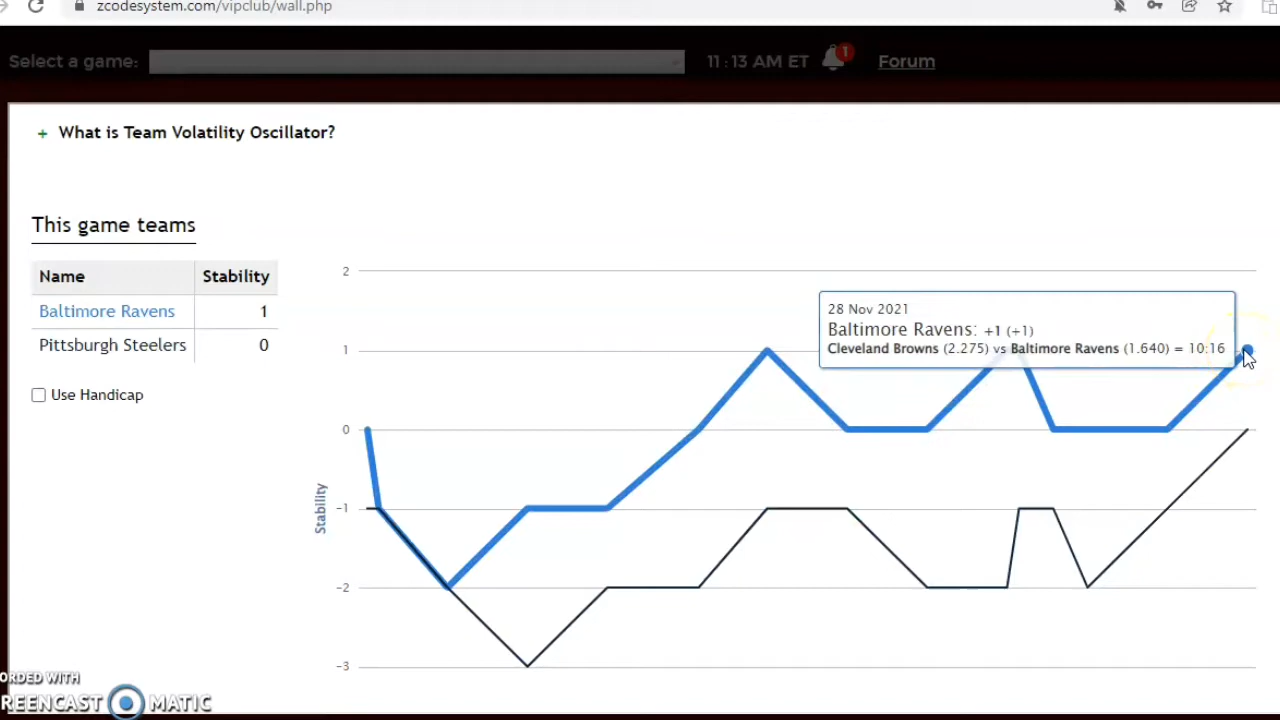 zcodesystem.com/vipclub/wall.php
Select a game:
11:13 AM ET
1
Forum
+ What is Team Volatility Oscillator?
This game teams
Name Stability
Baltimore Ravens 1
Pittsburgh Steelers 0
Use Handicap
2
1
0
-1
-2
-3
Stability
28 Nov 2021
Baltimore Ravens: +1 (+1)
Cleveland Browns (2.275) vs Baltimore Ravens (1.640) = 10:16
ORDED WITH
REENCAST MATIC